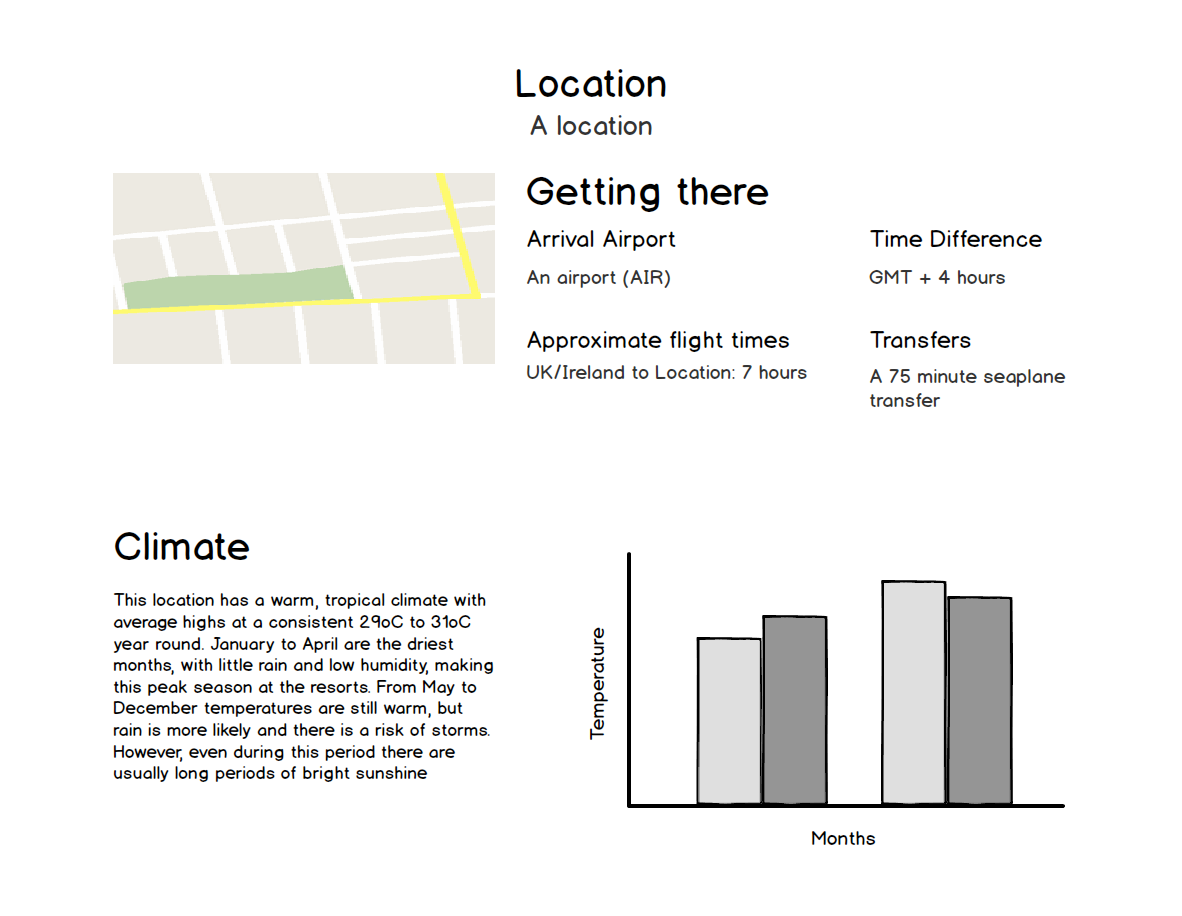 Location
A location
Getting there
Arrival Airport
An airport (AIR)
Time Difference
GMT + 4 hours
Approximate flight times
UK/Ireland to Location: 7 hours
Transfers
A 75 minute seaplane
transfer
Climate
This location has a warm, tropical climate with
average highs at a consistent 29oC to 31oC
year round. January to April are the driest
months, with little rain and low humidity, making
this peak season at the resorts. From May to
December temperatures are still warm, but
rain is more likely and there is a risk of storms.
However, even during this period there are
usually long periods of bright sunshine
Temperature
Months